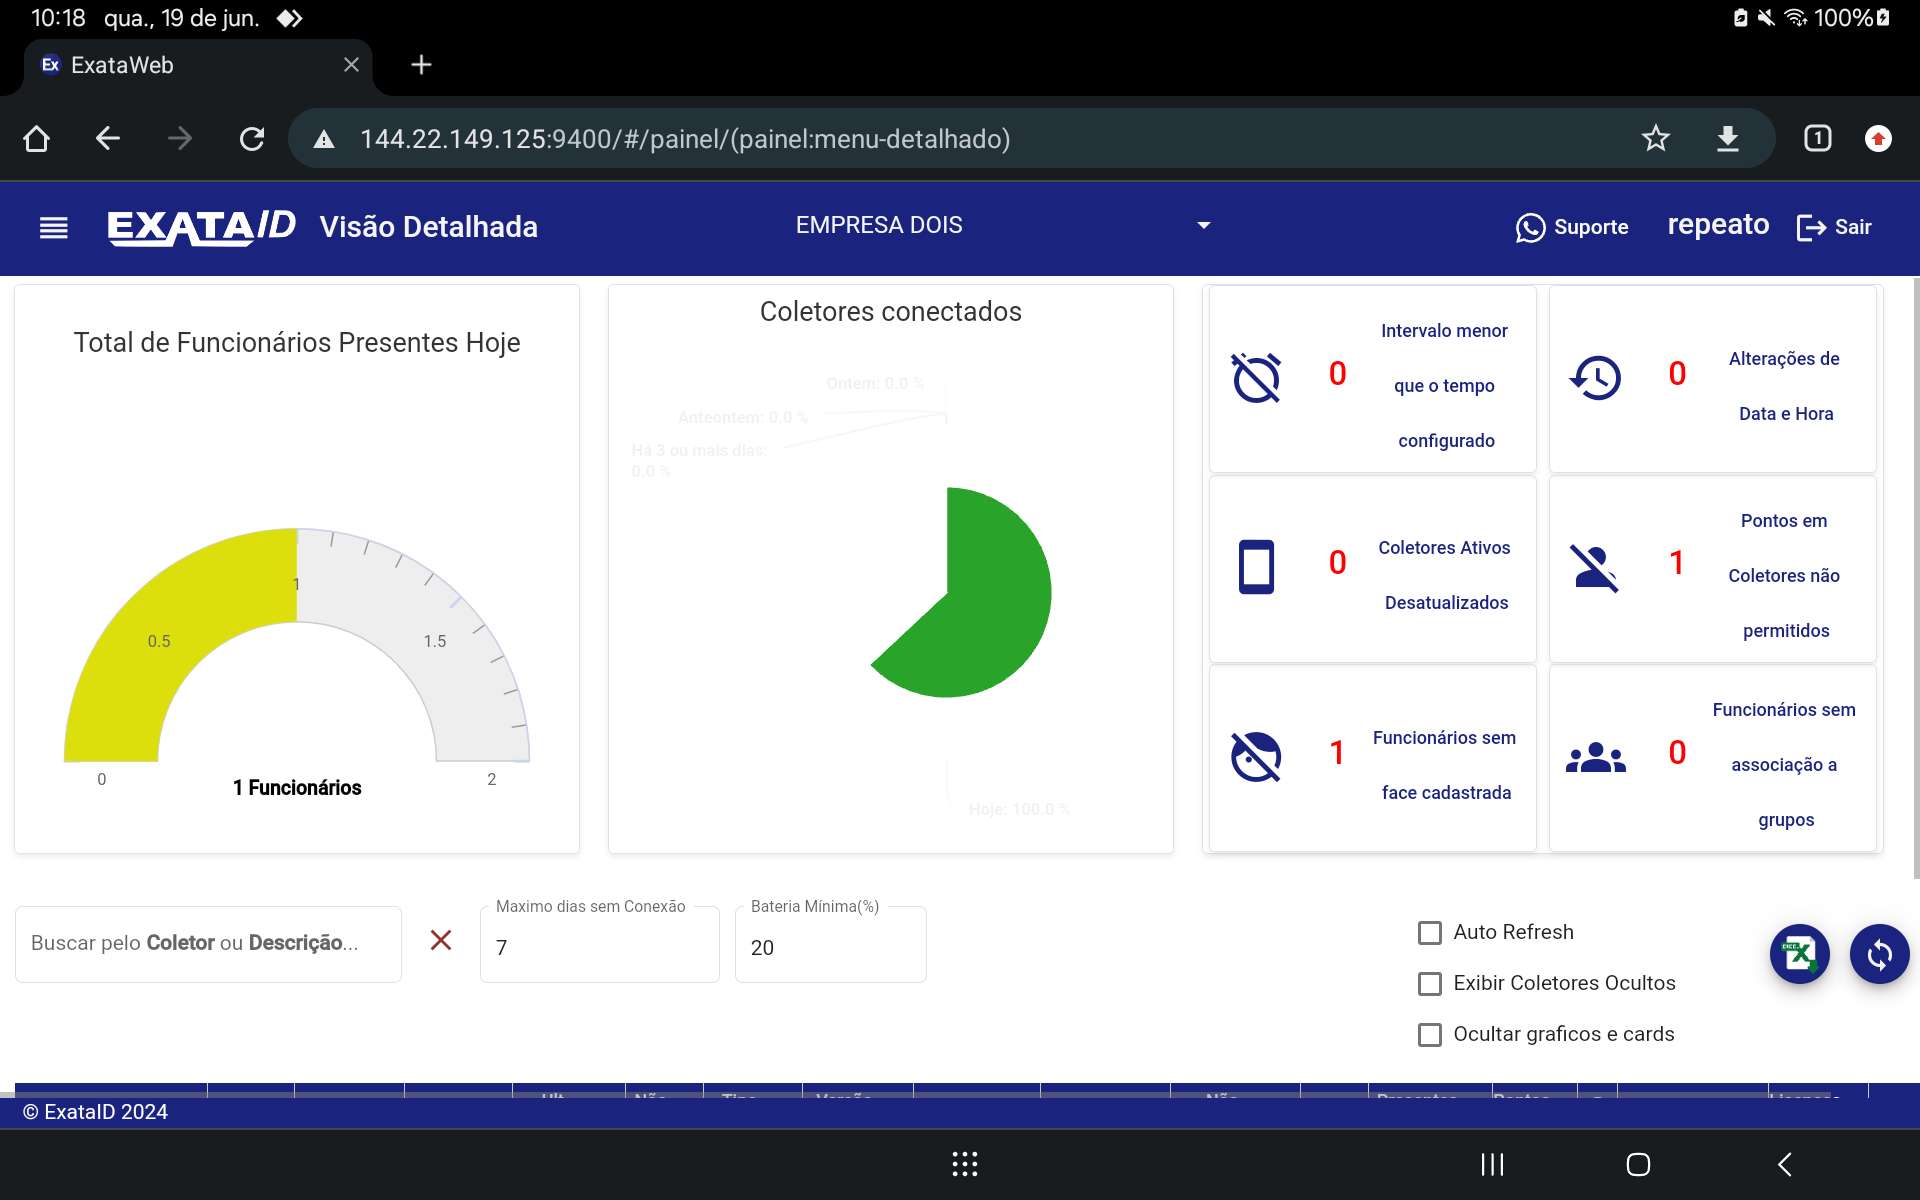 10:18 qua., 19 de jun. 100%
Ex ExataWeb
144.22.149.125:9400/#/painel/(painel:menu-detalhado) 1
EXATAID Visão Detalhada EMPRESA DOIS Suporte repeato Sair
Total de Funcionários Presentes Hoje
0
0.5
1
1.5
2
1 Funcionários
Coletores conectados
Ontem: 0.0 %
Anteontem: 0.0 %
Há 3 ou mais dias:
0.0 %
Hoje: 100.0 %
0 Intervalo menor
que o tempo
configurado
0 Alterações de
Data e Hora
0 Coletores Ativos
Desatualizados
1 Pontos em
Coletores não
permitidos
1 Funcionários sem
face cadastrada
0 Funcionários sem
associação a
grupos
Buscar pelo Coletor ou Descrição...
Maximo dias sem Conexão
7
Bateria Mínima(%)
20
Auto Refresh
Exibir Coletores Ocultos
Ocultar graficos e cards
© ExataID 2024